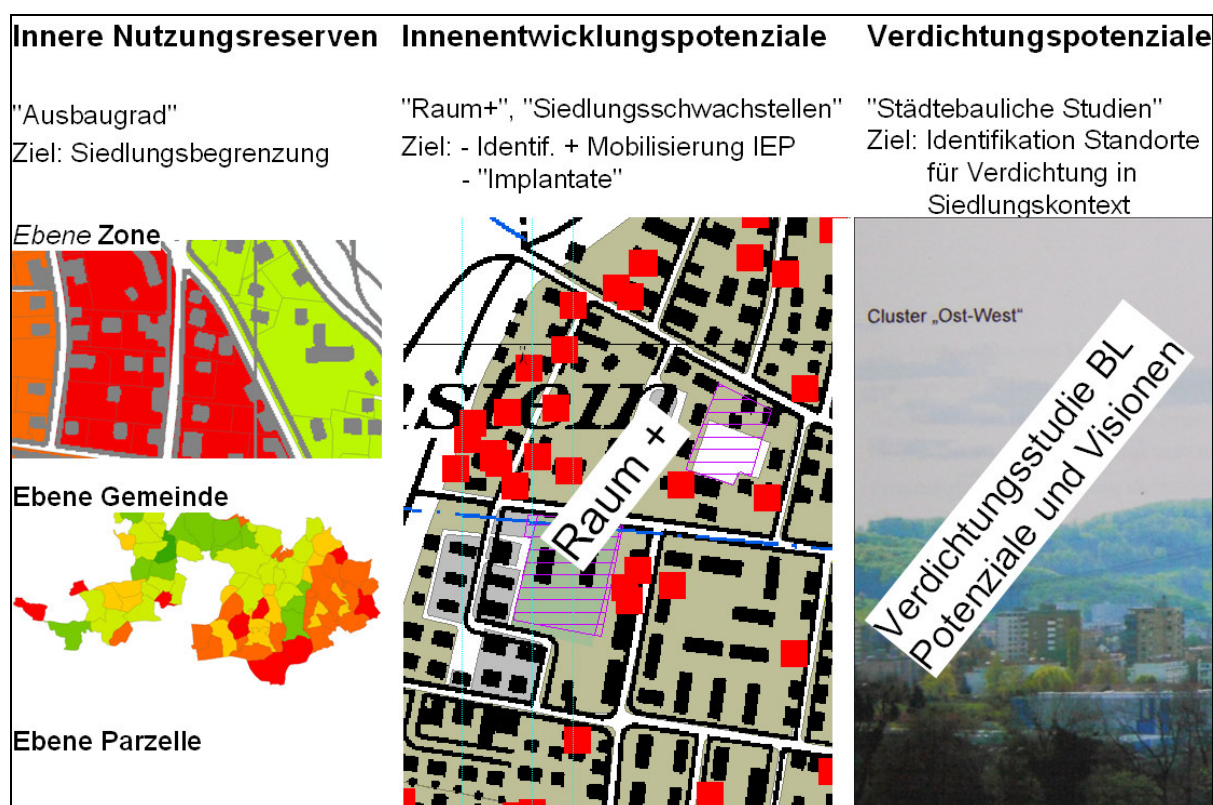 Innere Nutzungsreserven
"Ausbaugrad"
Ziel: Siedlungsbegrenzung
Ebene Zone
Ebene Gemeinde
Ebene Parzelle
Innenentwicklungspotenziale
"Raum+", "Siedlungsschwachstellen"
Ziel: - Identif. + Mobilisierung IEP
- "Implantate"
Raum +
Verdichtungspotenziale
"Städtebauliche Studien"
Ziel: Identifikation Standorte
für Verdichtung in
Siedlungskontext
Cluster „Ost-West“
Verdichtungsstudie BL
Potenziale und Visionen